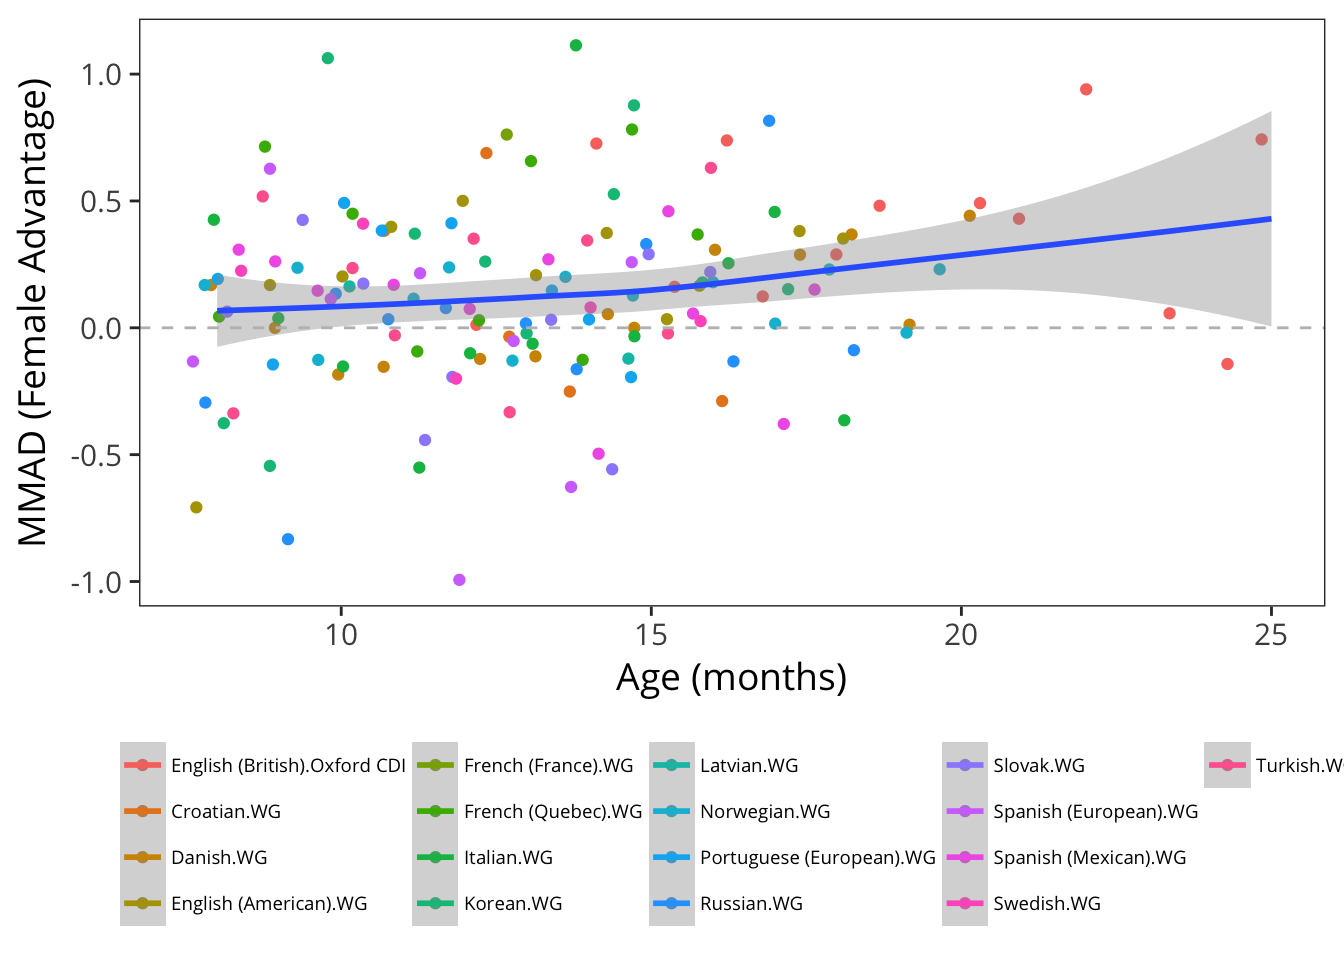 MMAD (Female Advantage)
1.0
0.5
0.0
-0.5
-1.0
10 15 20 25
Age (months)
English (British).Oxford CDI French (France).WG Latvian.WG Slovak.WG Turkish.W
Croatian.WG French (Quebec).WG Norwegian.WG Spanish (European).WG
Danish.WG Italian.WG Portuguese (European).WG Spanish (Mexican).WG
English (American).WG Korean.WG Russian.WG Swedish.WG